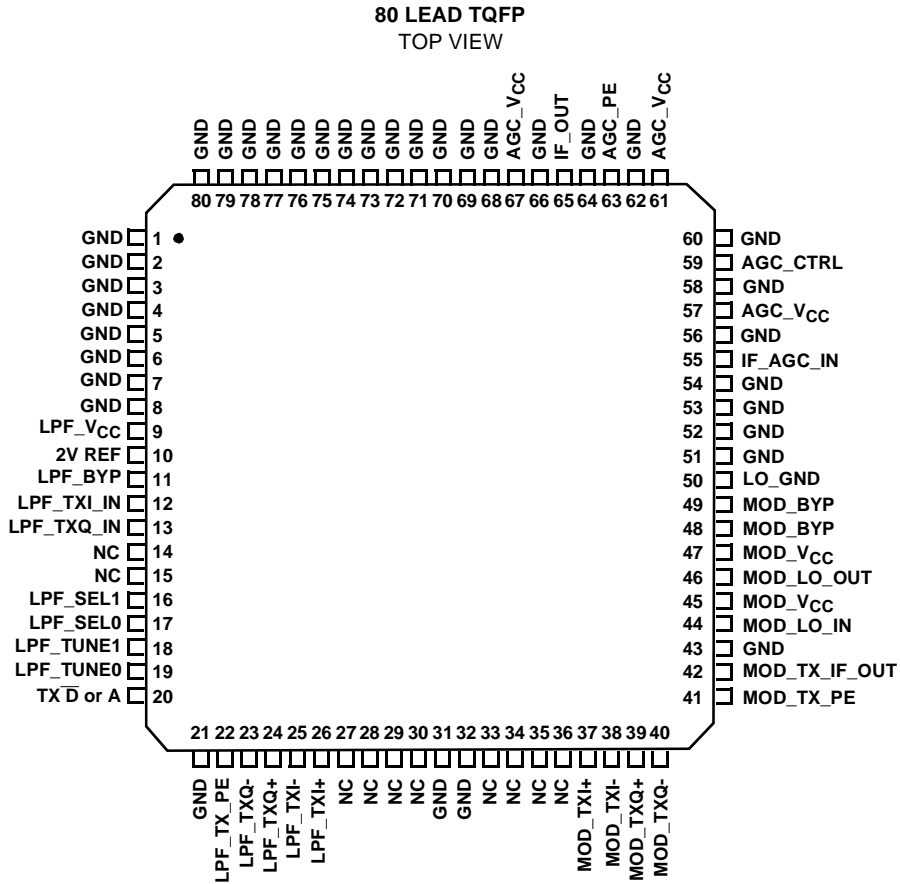 80 LEAD TQFP
TOP VIEW
GND GND GND GND GND GND GND GND GND GND GND GND GND AGC_VCC GND IF_OUT GND AGC_PE GND AGC_VCC
80 79 78 77 76 75 74 73 72 71 70 69 68 67 66 65 64 63 62 61
GND 1
GND 2
GND 3
GND 4
GND 5
GND 6
GND 7
GND 8
LPF_VCC 9
2V REF 10
LPF_BYP 11
LPF_TXI_IN 12
LPF_TXQ_IN 13
NC 14
NC 15
LPF_SEL1 16
LPF_SEL0 17
LPF_TUNE1 18
LPF_TUNE0 19
TX D̅ or A 20
60 GND
59 AGC_CTRL
58 GND
57 AGC_VCC
56 GND
55 IF_AGC_IN
54 GND
53 GND
52 GND
51 GND
50 LO_GND
49 MOD_BYP
48 MOD_BYP
47 MOD_VCC
46 MOD_LO_OUT
45 MOD_VCC
44 MOD_LO_IN
43 GND
42 MOD_TX_IF_OUT
41 MOD_TX_PE
21 22 23 24 25 26 27 28 29 30 31 32 33 34 35 36 37 38 39 40
GND LPF_TX_PE LPF_TXQ- LPF_TXQ+ LPF_TXI- LPF_TXI+ NC NC NC NC GND GND NC NC NC NC MOD_TXI+ MOD_TXI- MOD_TXQ+ MOD_TXQ-